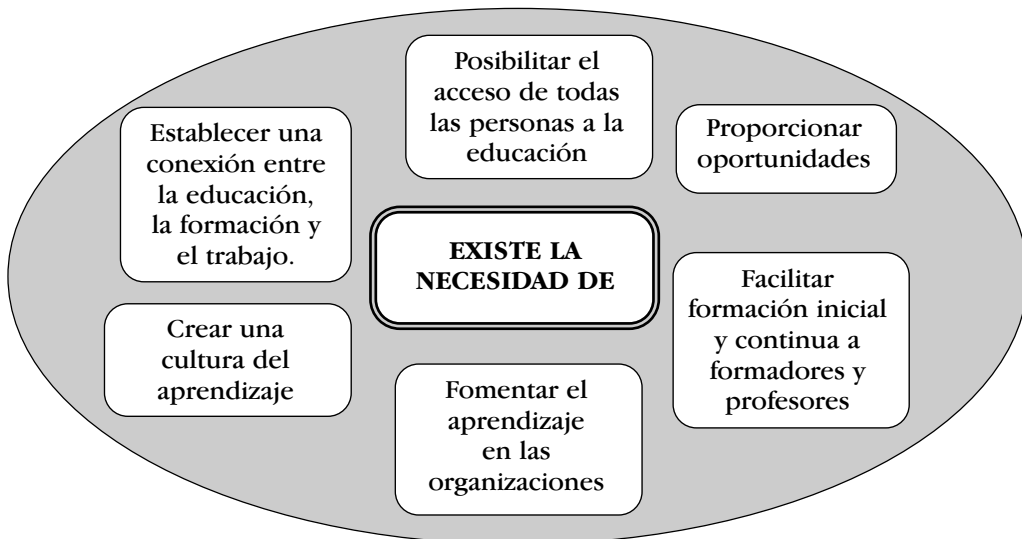 Posibilitar el
acceso de todas
las personas a la
educación
Establecer una
conexión entre
la educación,
la formación y
el trabajo.
Proporcionar
oportunidades
EXISTE LA
NECESIDAD DE
Facilitar
formación inicial
y continua a
formadores y
profesores
Crear una
cultura del
aprendizaje
Fomentar el
aprendizaje
en las
organizaciones